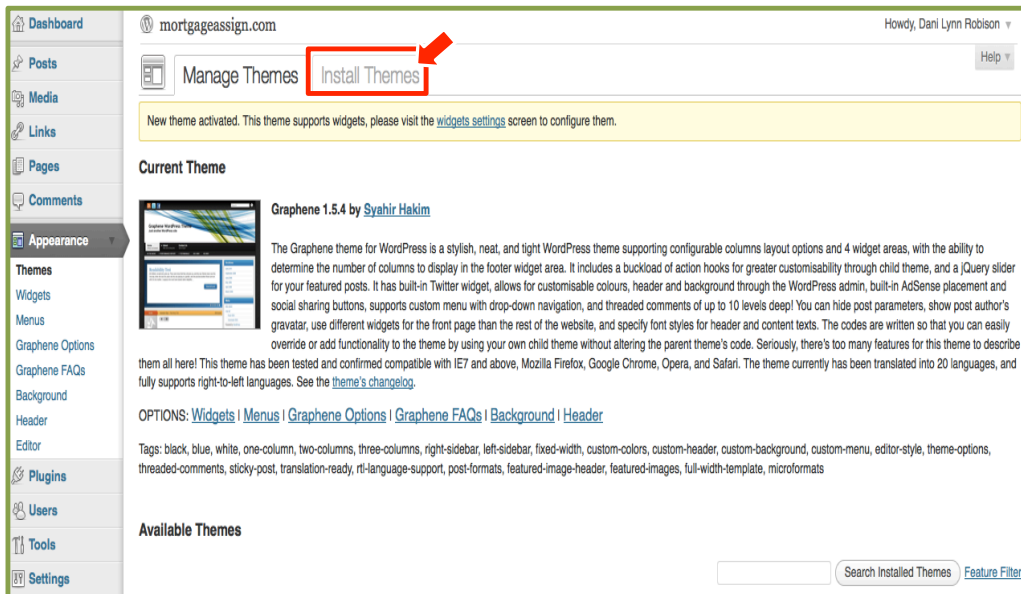 Dashboard
Posts
Media
Links
Pages
Comments
Appearance
Themes
Widgets
Menus
Graphene Options
Graphene FAQs
Background
Header
Editor
Plugins
Users
Tools
Settings
mortgageassign.com
Howdy, Dani Lynn Robison
Help
Manage Themes
Install Themes
New theme activated. This theme supports widgets, please visit the widgets settings screen to configure them.
Current Theme
Graphene 1.5.4 by Syahir Hakim
The Graphene theme for WordPress is a stylish, neat, and tight WordPress theme supporting configurable columns layout options and 4 widget areas, with the ability to
determine the number of columns to display in the footer widget area. It includes a buckload of action hooks for greater customisability through child theme, and a jQuery slider
for your featured posts. It has built-in Twitter widget, allows for customisable colours, header and background through the WordPress admin, built-in AdSense placement and
social sharing buttons, supports custom menu with drop-down navigation, and threaded comments of up to 10 levels deep! You can hide post parameters, show post author's
gravatar, use different widgets for the front page than the rest of the website, and specify font styles for header and content texts. The codes are written so that you can easily
override or add functionality to the theme by using your own child theme without altering the parent theme's code. Seriously, there's too many features for this theme to describe
them all here! This theme has been tested and confirmed compatible with IE7 and above, Mozilla Firefox, Google Chrome, Opera, and Safari. The theme currently has been translated into 20 languages, and
fully supports right-to-left languages. See the theme's changelog.
OPTIONS: Widgets | Menus | Graphene Options | Graphene FAQs | Background | Header
Tags: black, blue, white, one-column, two-columns, three-columns, right-sidebar, left-sidebar, fixed-width, custom-colors, custom-header, custom-background, custom-menu, editor-style, theme-options,
threaded-comments, sticky-post, translation-ready, rtl-language-support, post-formats, featured-image-header, featured-images, full-width-template, microformats
Available Themes
Search Installed Themes
Feature Filter